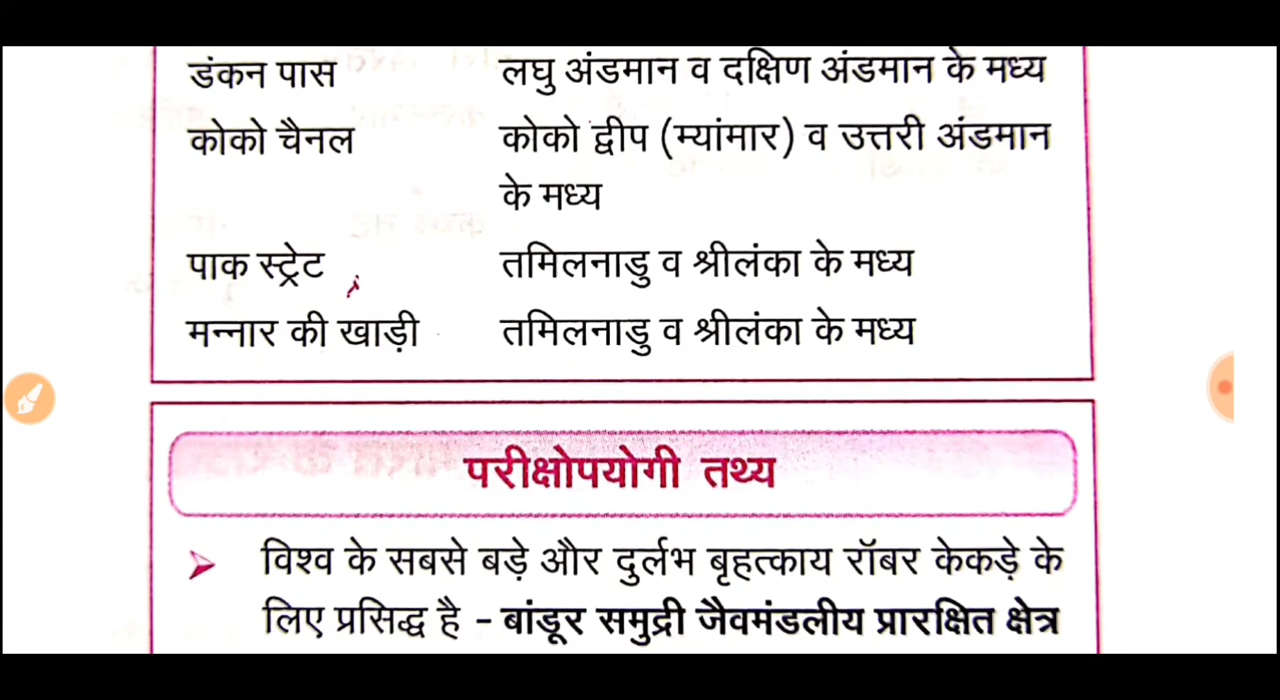 डंकन पास लघु अंडमान व दक्षिण अंडमान के मध्य
कोको चैनल कोको द्वीप (म्यांमार) व उत्तरी अंडमान
के मध्य
पाक स्ट्रेट तमिलनाडु व श्रीलंका के मध्य
मन्नार की खाड़ी तमिलनाडु व श्रीलंका के मध्य
परीक्षोपयोगी तथ्य
विश्व के सबसे बड़े और दुर्लभ बृहत्काय रॉबर केकड़े के
लिए प्रसिद्ध है - बांडूर समुद्री जैवमंडलीय प्रारक्षित क्षेत्र